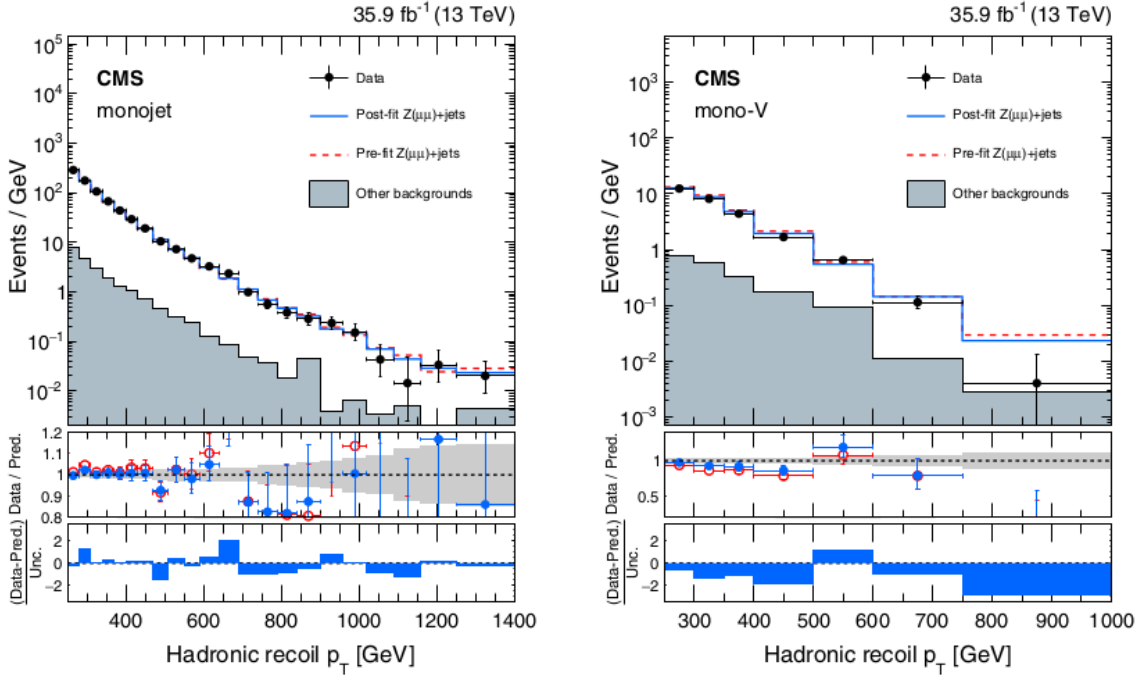 35.9 fb⁻¹ (13 TeV)
CMS
monojet
Data
Post-fit Z(μμ)+jets
Pre-fit Z(μμ)+jets
Other backgrounds
Events / GeV
10⁵
10⁴
10³
10²
10
1
10⁻¹
10⁻²
Data / Pred.
1.2
1.1
1.0
0.9
0.8
(Data-Pred.)
Unc.
2
0
−2
400 600 800 1000 1200 1400
Hadronic recoil p_T [GeV]
35.9 fb⁻¹ (13 TeV)
CMS
mono-V
Data
Post-fit Z(μμ)+jets
Pre-fit Z(μμ)+jets
Other backgrounds
Events / GeV
10³
10²
10
1
10⁻¹
10⁻²
10⁻³
Data / Pred.
1
0.5
(Data-Pred.)
Unc.
2
0
−2
300 400 500 600 700 800 900 1000
Hadronic recoil p_T [GeV]